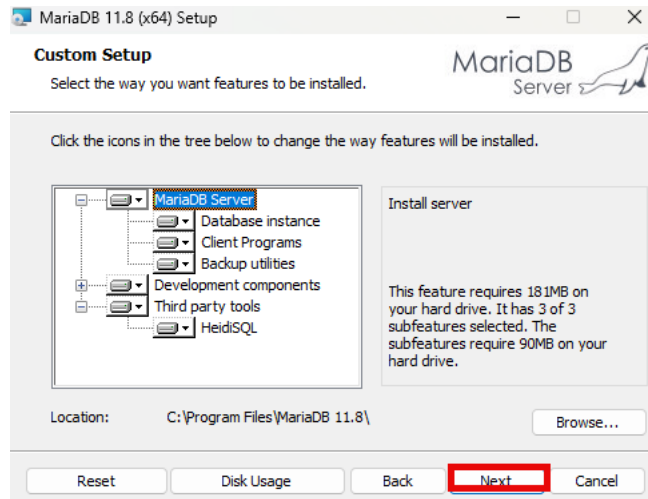 MariaDB 11.8 (x64) Setup
Custom Setup
Select the way you want features to be installed.
MariaDB
Server
Click the icons in the tree below to change the way features will be installed.
MariaDB Server
Database instance
Client Programs
Backup utilities
Development components
Third party tools
HeidiSQL
Install server
This feature requires 181MB on
your hard drive. It has 3 of 3
subfeatures selected. The
subfeatures require 90MB on your
hard drive.
Location: C:\Program Files\MariaDB 11.8\
Browse...
Reset Disk Usage Back Next Cancel